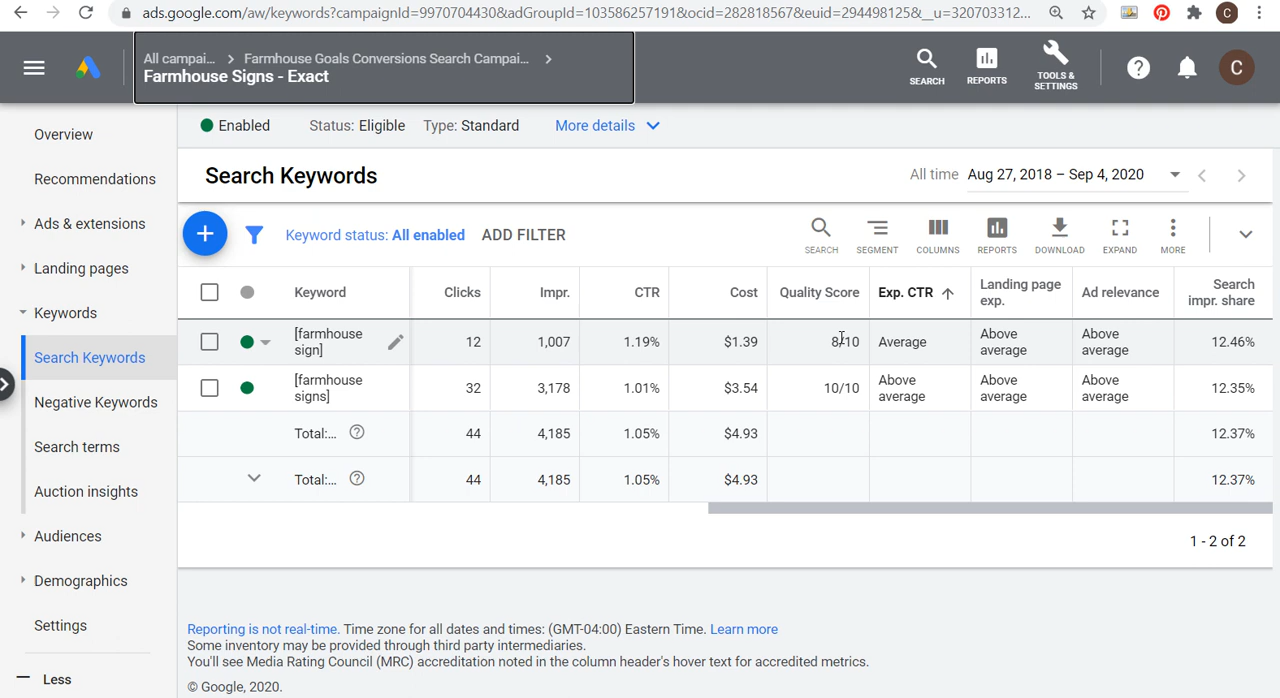 ads.google.com/aw/keywords?campaignId=9970704430&adGroupId=103586257191&ocid=282818567&euid=294498125&__u=320703312...
C
All campai... > Farmhouse Goals Conversions Search Campai... >
Farmhouse Signs - Exact
SEARCH
REPORTS
TOOLS &
SETTINGS
C
Enabled Status: Eligible Type: Standard More details
Overview
Recommendations
Ads & extensions
Landing pages
Keywords
Search Keywords
Negative Keywords
Search terms
Auction insights
Audiences
Demographics
Settings
Less
Search Keywords
All time Aug 27, 2018 – Sep 4, 2020
Keyword status: All enabled ADD FILTER
SEARCH SEGMENT COLUMNS REPORTS DOWNLOAD EXPAND MORE
Keyword Clicks Impr. CTR Cost Quality Score Exp. CTR Landing page exp. Ad relevance Search impr. share
[farmhouse sign] 12 1,007 1.19% $1.39 8/10 Average Above average Above average 12.46%
[farmhouse signs] 32 3,178 1.01% $3.54 10/10 Above average Above average Above average 12.35%
Total:... 44 4,185 1.05% $4.93 12.37%
Total:... 44 4,185 1.05% $4.93 12.37%
1 - 2 of 2
Reporting is not real-time. Time zone for all dates and times: (GMT-04:00) Eastern Time. Learn more
Some inventory may be provided through third party intermediaries.
You'll see Media Rating Council (MRC) accreditation noted in the column header's hover text for accredited metrics.
© Google, 2020.